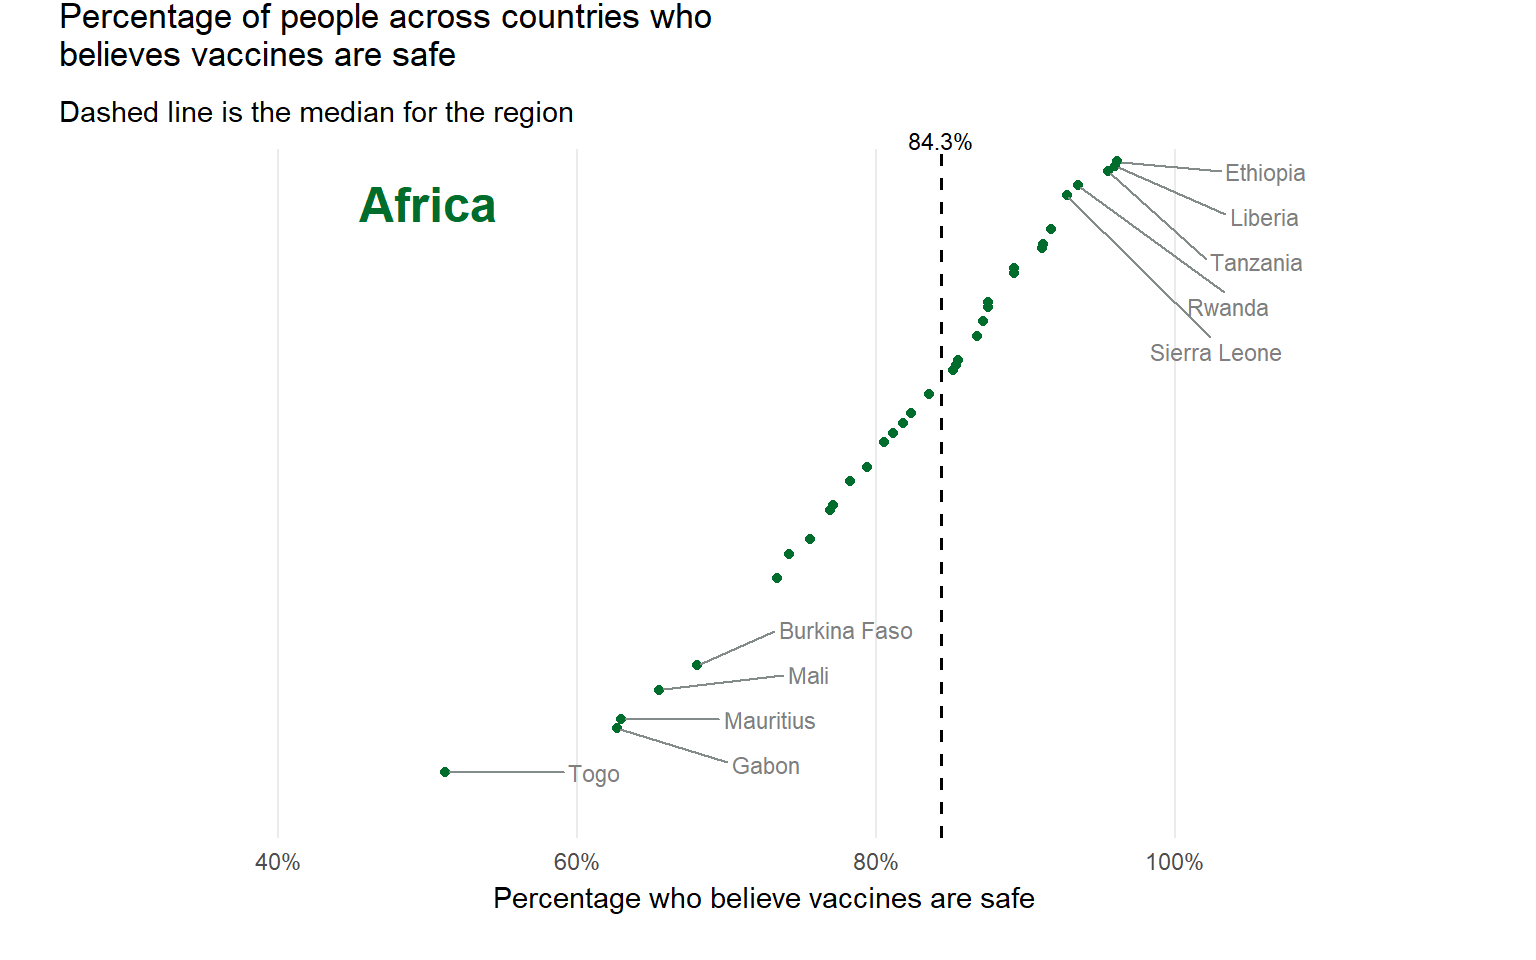 Percentage of people across countries who
believes vaccines are safe
Dashed line is the median for the region
84.3%
Africa
Ethiopia
Liberia
Tanzania
Rwanda
Sierra Leone
Burkina Faso
Mali
Mauritius
Gabon
Togo
40% 60% 80% 100%
Percentage who believe vaccines are safe